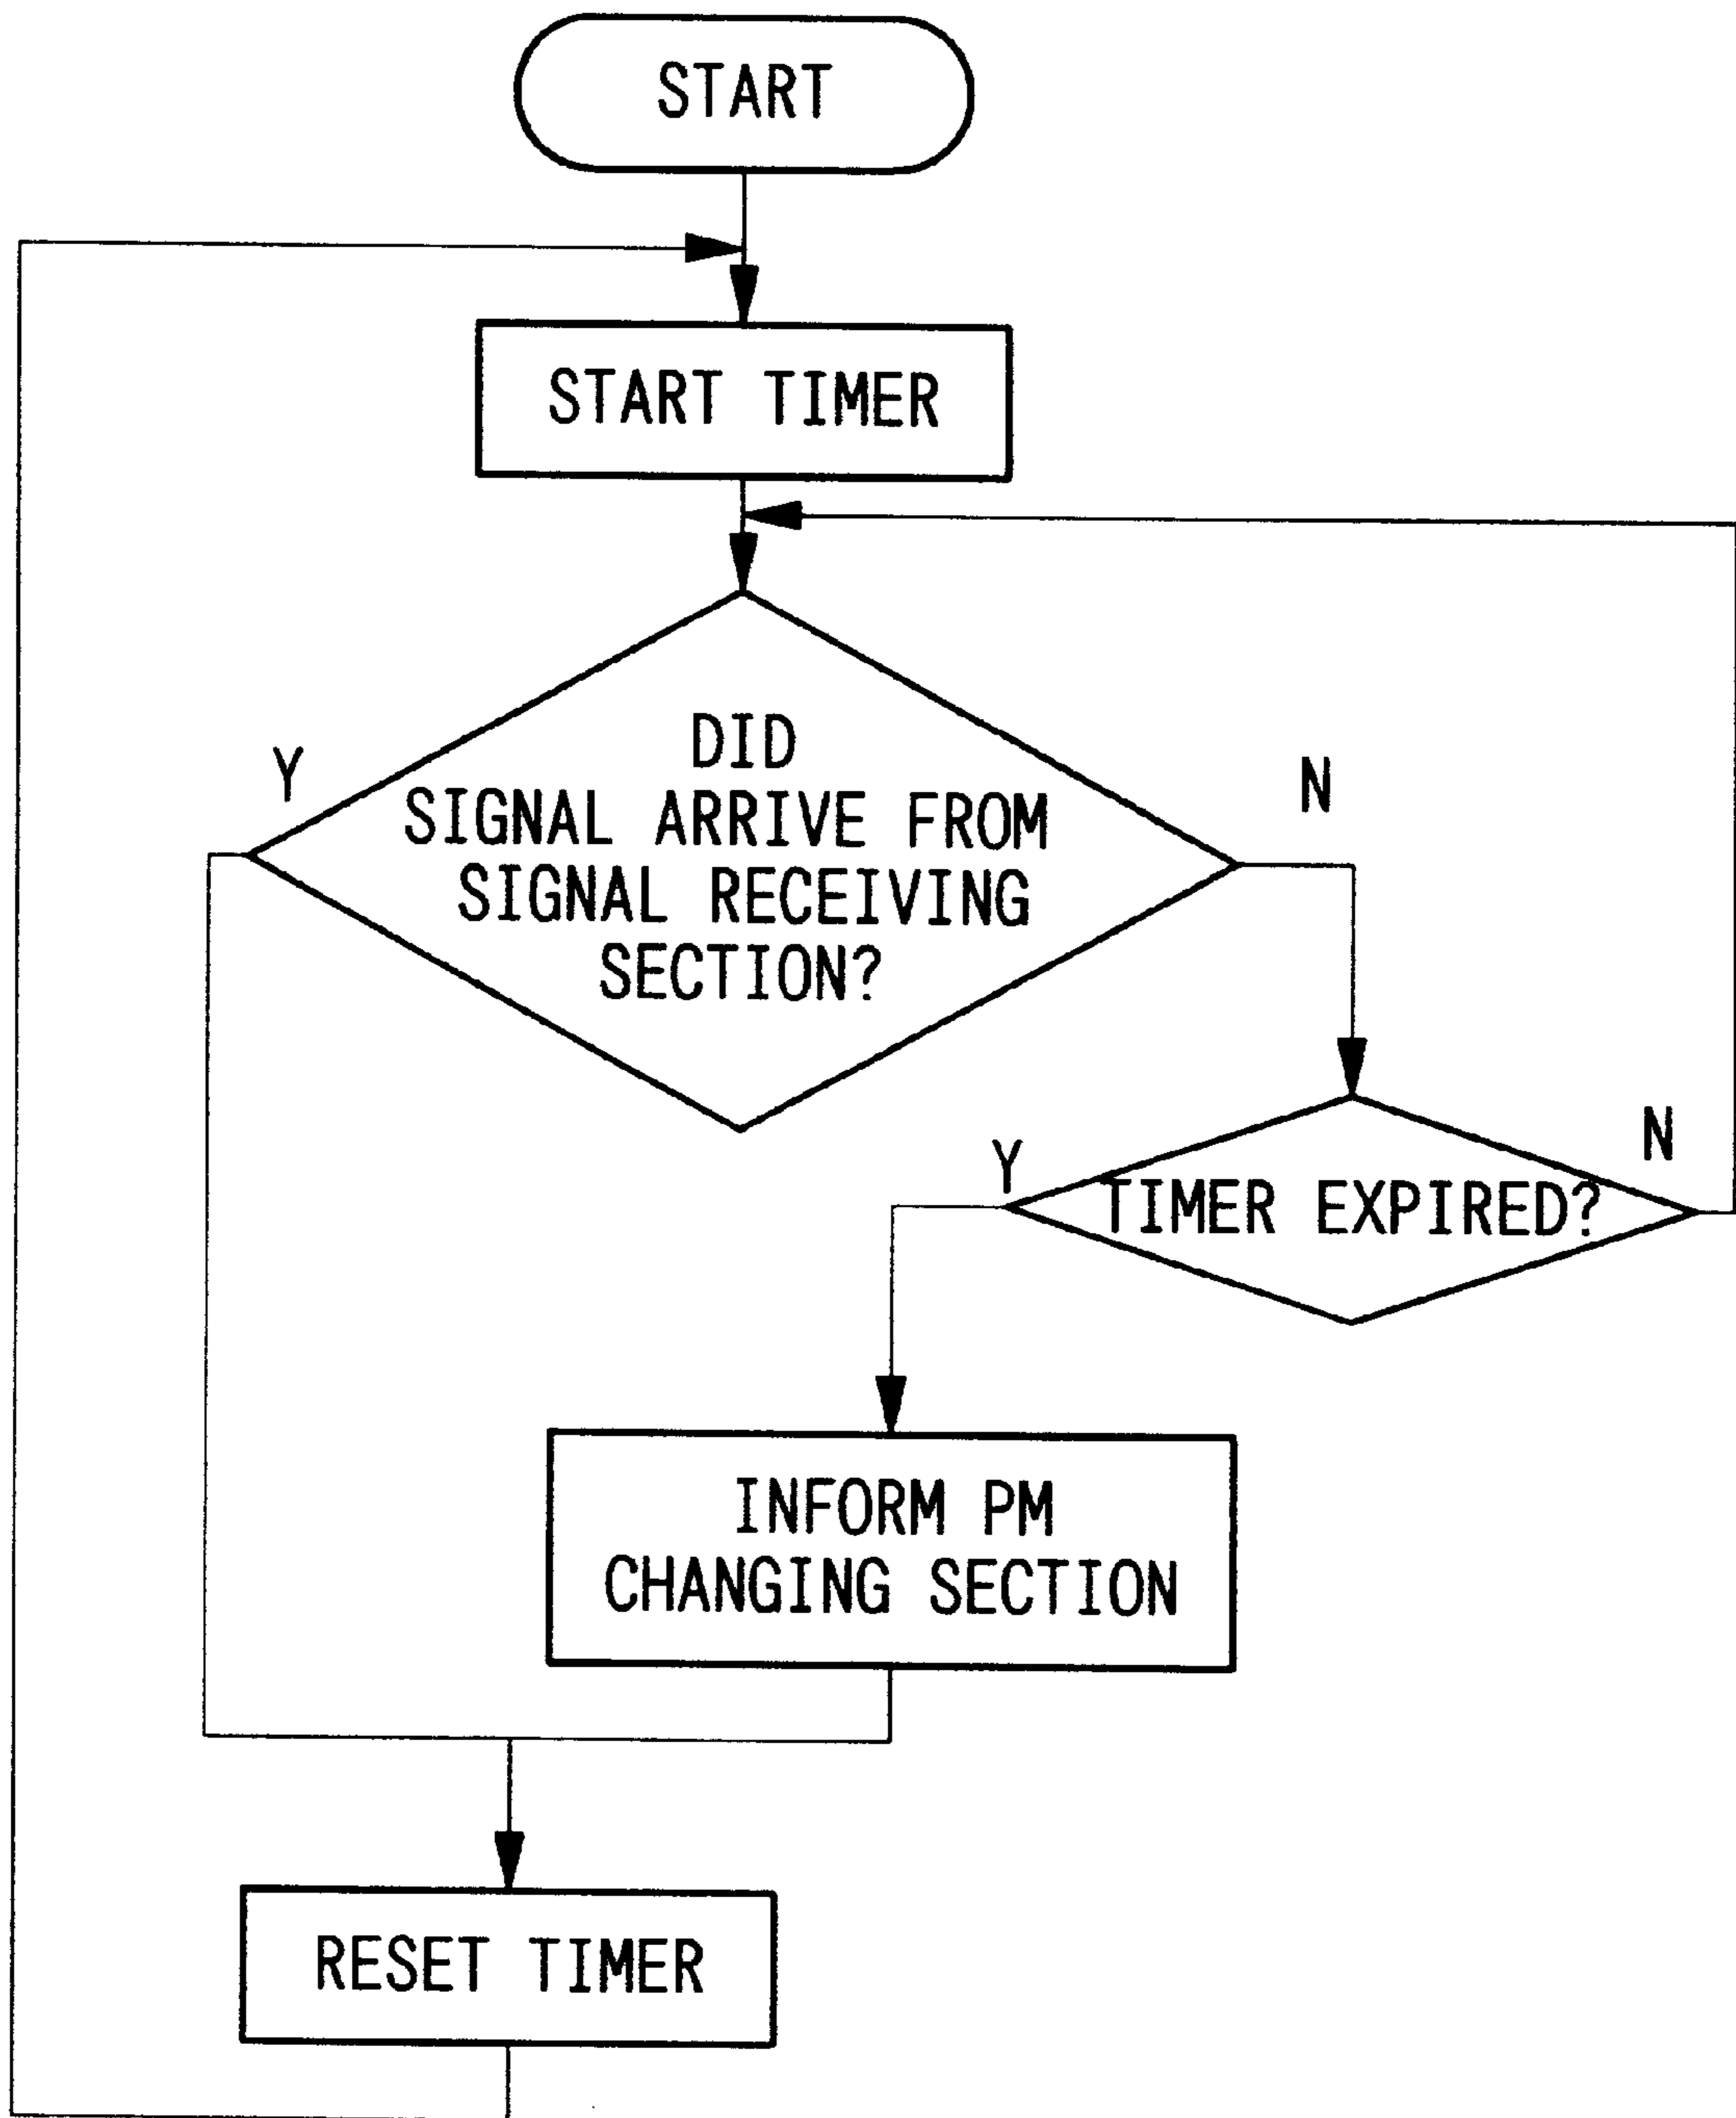 START
START TIMER
DID
SIGNAL ARRIVE FROM
SIGNAL RECEIVING
SECTION?
Y
N
TIMER EXPIRED?
Y
N
INFORM PM
CHANGING SECTION
RESET TIMER